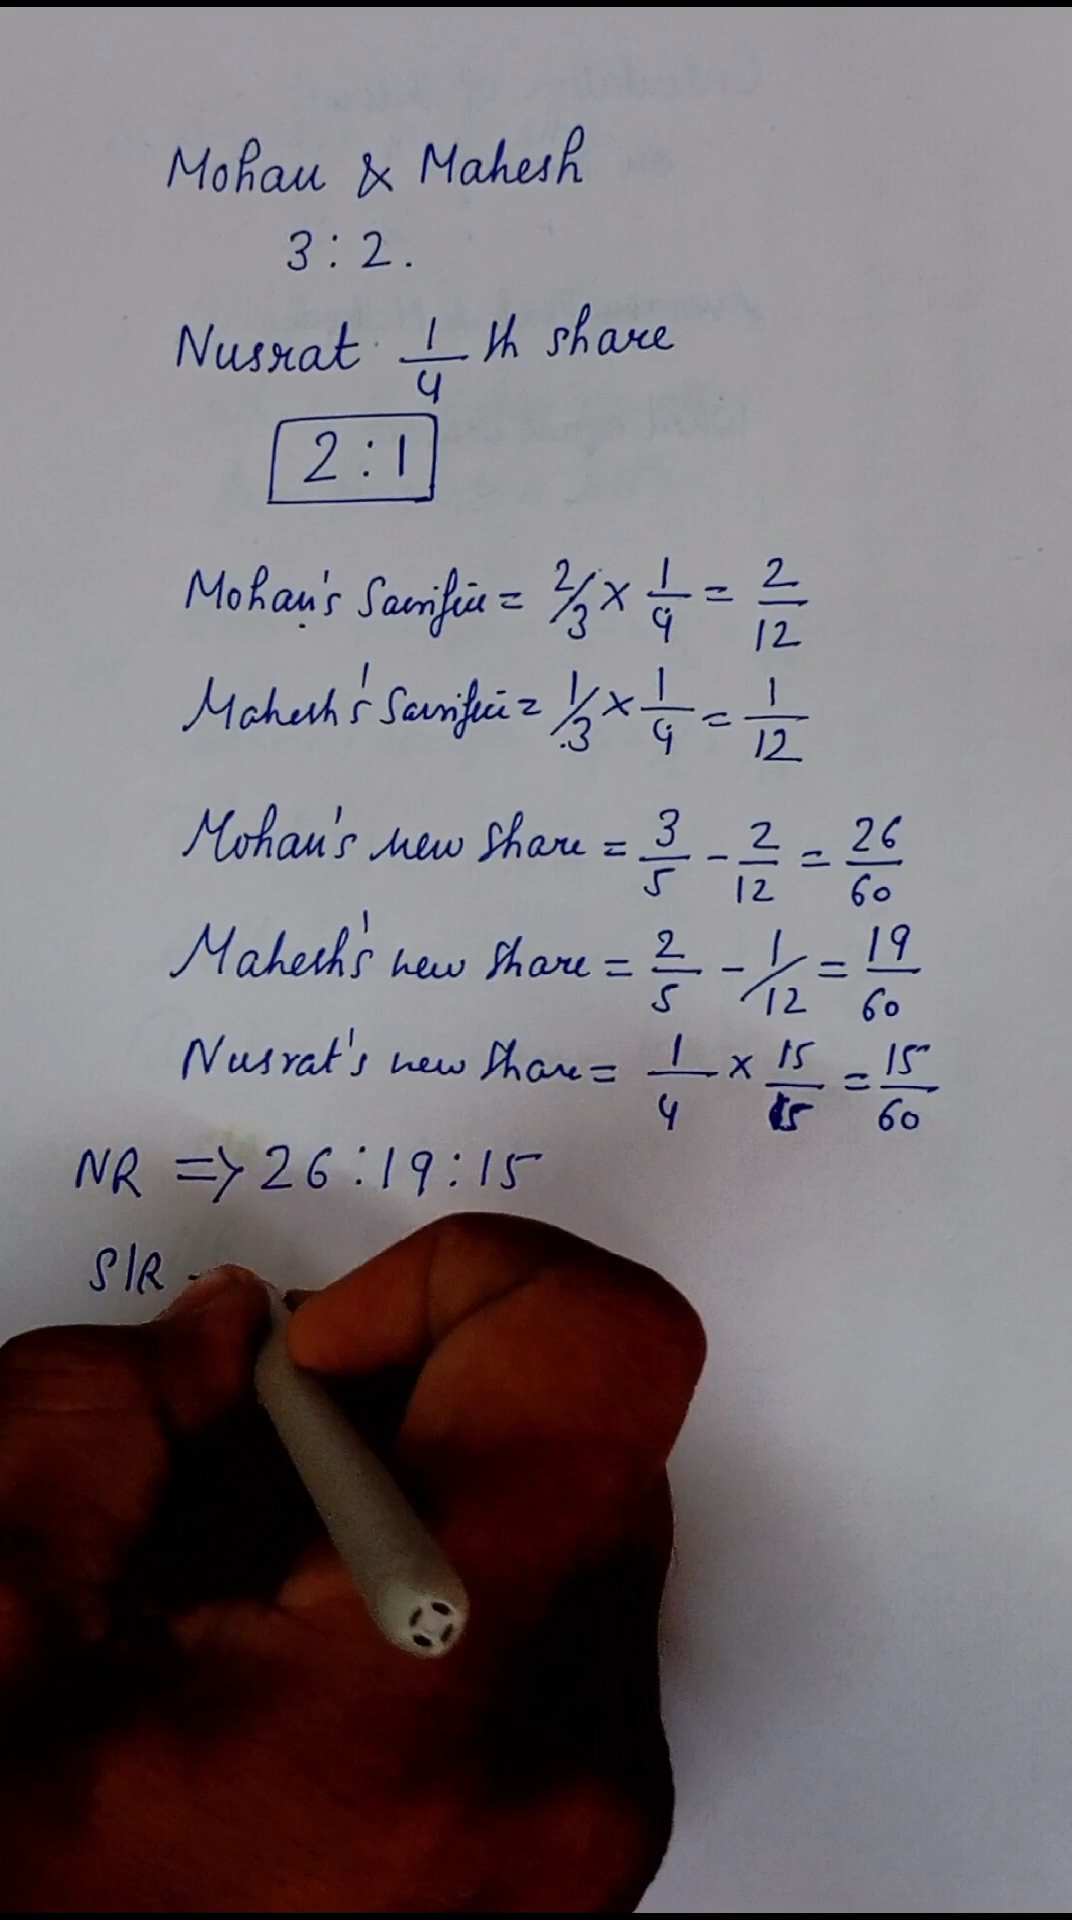 Mohan & Mahesh
3:2.
Nusrat 1/4 th share
2:1
Mohan's Sacrifice = 2/3 × 1/4 = 2/12
Mahesh's Sacrifice = 1/3 × 1/4 = 1/12
Mohan's new share = 3/5 - 2/12 = 26/60
Mahesh's new share = 2/5 - 1/12 = 19/60
Nusrat's new share = 1/4 × 15/15 = 15/60
NR => 26:19:15
S/R